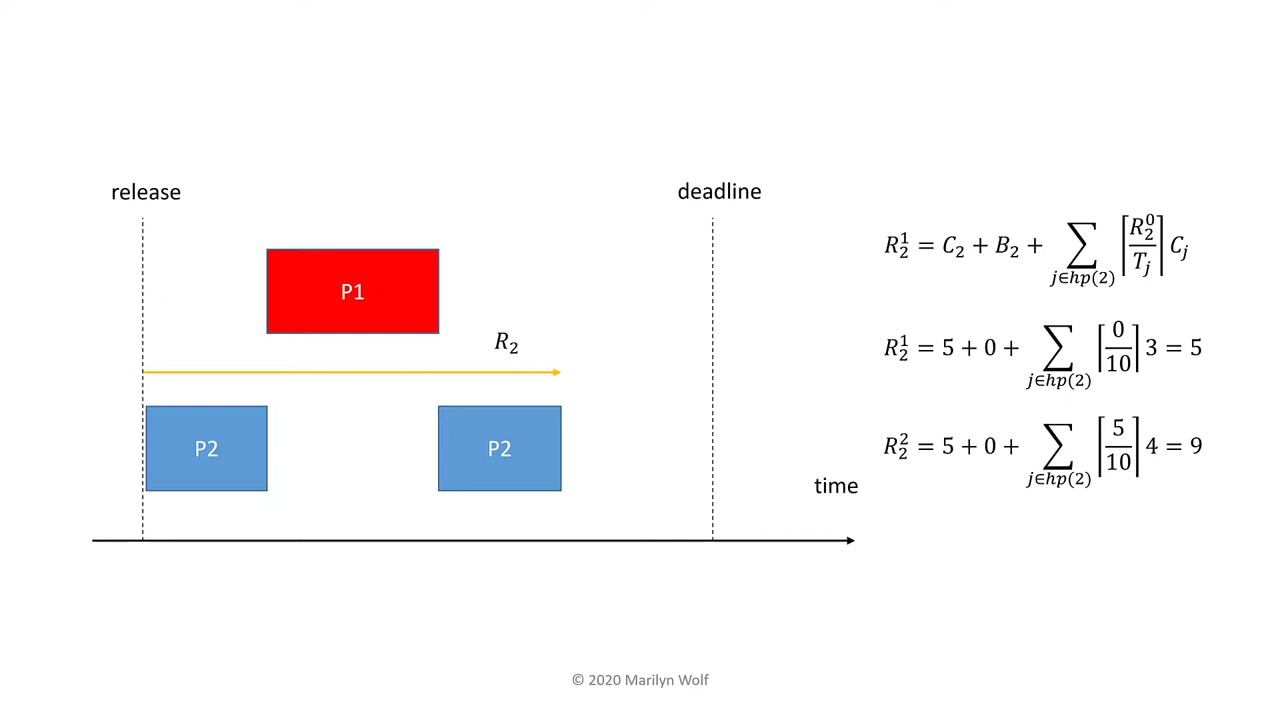 release
deadline
P1
R₂
P2
P2
time
R₂¹ = C₂ + B₂ + ∑_{j∈hp(2)} ⌈R₂⁰/T_j⌉ C_j
R₂¹ = 5 + 0 + ∑_{j∈hp(2)} ⌈0/10⌉ 3 = 5
R₂² = 5 + 0 + ∑_{j∈hp(2)} ⌈5/10⌉ 4 = 9
© 2020 Marilyn Wolf